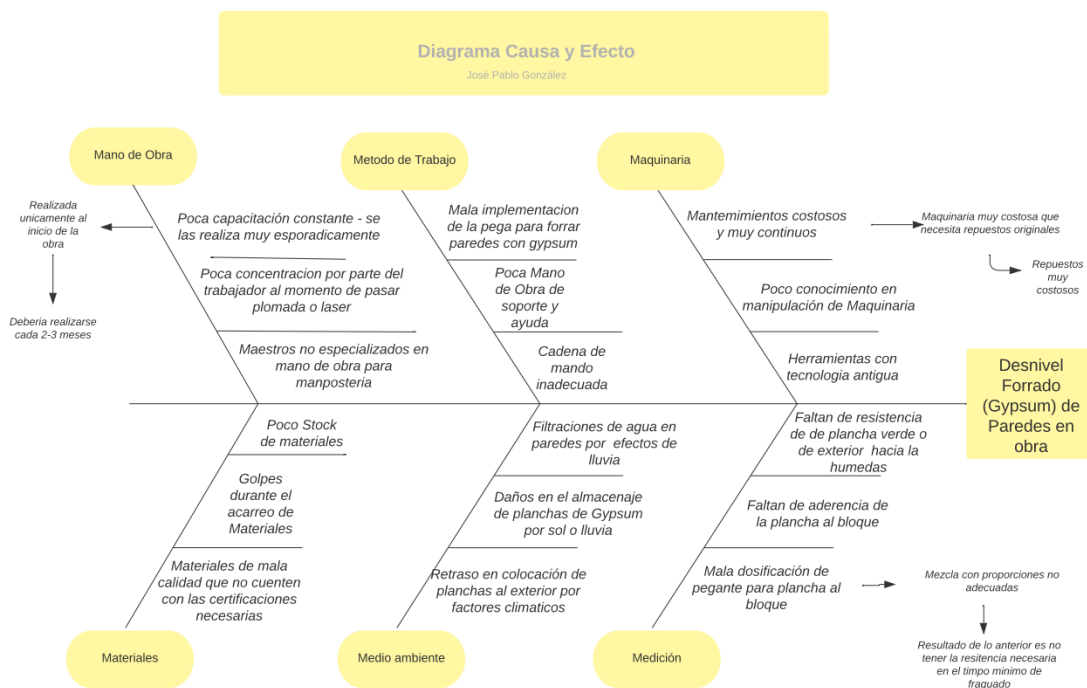 Diagrama Causa y Efecto
José Pablo González
Mano de Obra
Metodo de Trabajo
Maquinaria
Realizada
unicamente al
inicio de la
obra
Deberia realizarse
cada 2-3 meses
Poca capacitación constante - se
las realiza muy esporadicamente
Poca concentracion por parte del
trabajador al momento de pasar
plomada o laser
Maestros no especializados en
mano de obra para
manposteria
Mala implementacion
de la pega para forrar
paredes con gypsum
Poca Mano
de Obra de
soporte y
ayuda
Cadena de
mando
inadecuada
Mantemimientos costosos
y muy continuos
Maquinaria muy costosa que
necesita repuestos originales
Repuestos
muy
costosos
Poco conocimiento en
manipulación de Maquinaria
Herramientas con
tecnologia antigua
Desnivel
Forrado
(Gypsum) de
Paredes en
obra
Poco Stock
de materiales
Golpes
durante el
acarreo de
Materiales
Materiales de mala
calidad que no cuenten
con las certificaciones
necesarias
Filtraciones de agua en
paredes por efectos de
lluvia
Daños en el almacenaje
de planchas de Gypsum
por sol o lluvia
Retraso en colocación de
planchas al exterior por
factores climaticos
Faltan de resistencia
de de plancha verde o
de exterior hacia la
humedas
Faltan de aderencia de
la plancha al bloque
Mala dosificación de
pegante para plancha al
bloque
Mezcla con proporciones no
adecuadas
Resultado de lo anterior es no
tener la resitencia necesaria
en el timpo minimo de
fraguado
Materiales
Medio ambiente
Medición